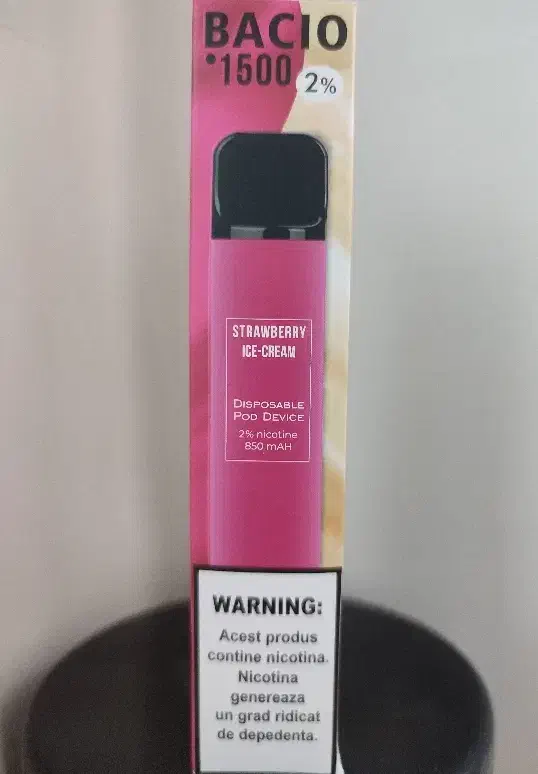 BACIO
•1500 2%
STRAWBERRY
ICE-CREAM
DISPOSABLE
POD DEVICE
2% nicotine
850 mAH
WARNING:
Acest produs
contine nicotina.
Nicotina
genereaza
un grad ridicat
de depedenta.